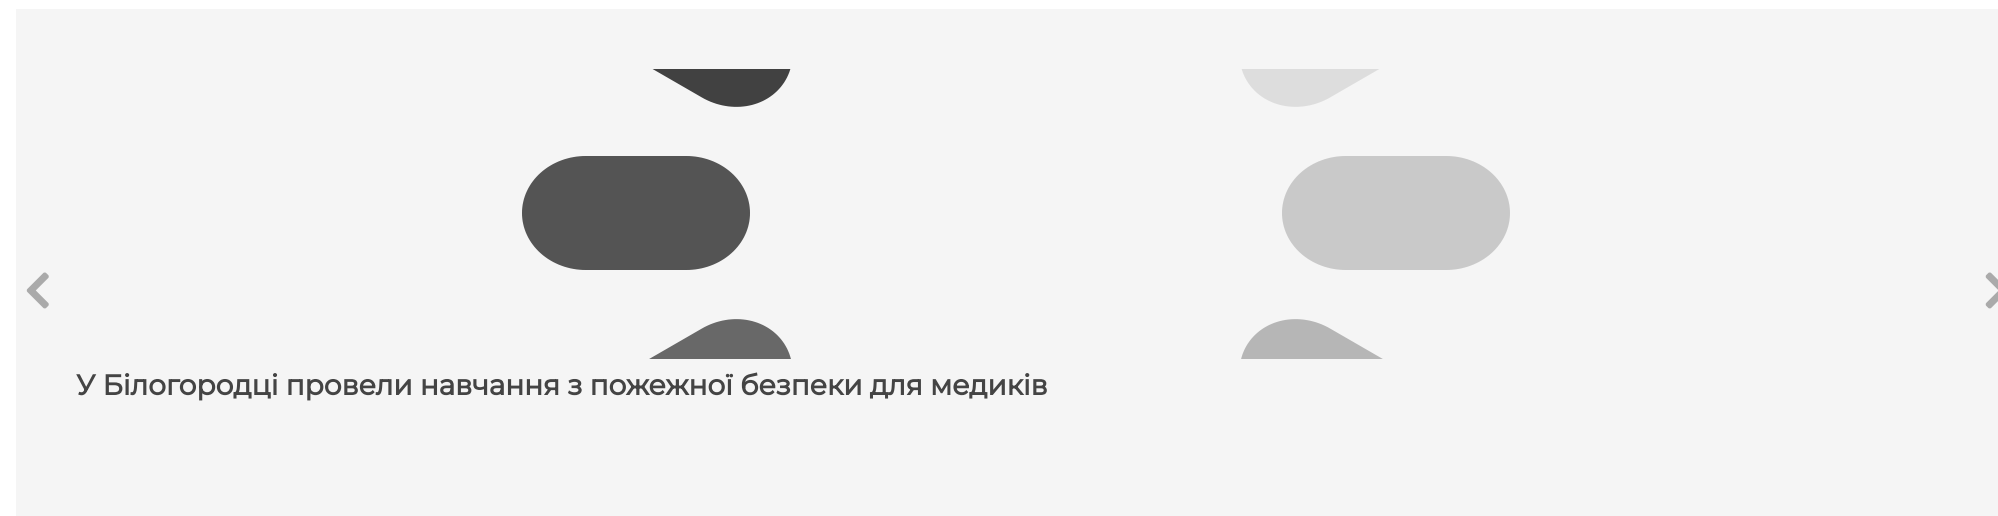 У Білогородці провели навчання з пожежної безпеки для медиків